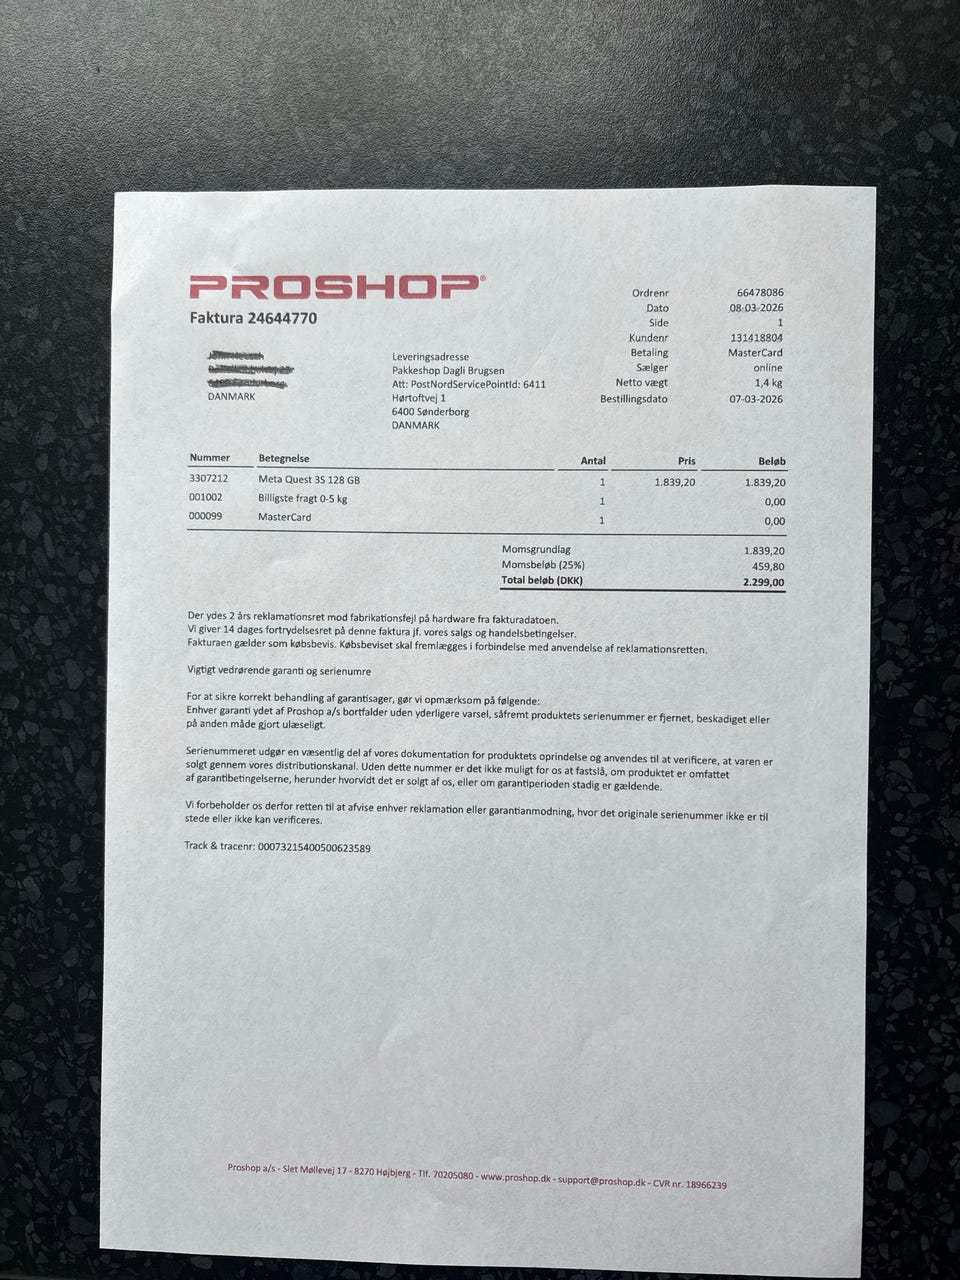 PROSHOP®
Faktura 24644770
Ordrenr 66478086
Dato 08-03-2026
Side 1
Kundenr 131418804
Betaling MasterCard
Sælger online
Netto vægt 1,4 kg
Bestillingsdato 07-03-2026
DANMARK
Leveringsadresse
Pakkeshop Dagli Brugsen
Att: PostNordServicePointId: 6411
Hørtoftvej 1
6400 Sønderborg
DANMARK
Nummer Betegnelse Antal Pris Beløb
3307212 Meta Quest 3S 128 GB 1 1.839,20 1.839,20
001002 Billigste fragt 0-5 kg 1 0,00
000099 MasterCard 1 0,00
Momsgrundlag 1.839,20
Momsbeløb (25%) 459,80
Total beløb (DKK) 2.299,00
Der ydes 2 års reklamationsret mod fabrikationsfejl på hardware fra fakturadatoen.
Vi giver 14 dages fortrydelsesret på denne faktura jf. vores salgs og handelsbetingelser.
Fakturaen gælder som købsbevis. Købsbeviset skal fremlægges i forbindelse med anvendelse af reklamationsretten.
Vigtigt vedrørende garanti og serienumre
For at sikre korrekt behandling af garantisager, gør vi opmærksom på følgende:
Enhver garanti ydet af Proshop a/s bortfalder uden yderligere varsel, såfremt produktets serienummer er fjernet, beskadiget eller
på anden måde gjort ulæseligt.
Serienummeret udgør en væsentlig del af vores dokumentation for produktets oprindelse og anvendes til at verificere, at varen er
solgt gennem vores distributionskanal. Uden dette nummer er det ikke muligt for os at fastslå, om produktet er omfattet
af garantibetingelserne, herunder hvorvidt det er solgt af os, eller om garantiperioden stadig er gældende.
Vi forbeholder os derfor retten til at afvise enhver reklamation eller garantianmodning, hvor det originale serienummer ikke er til
stede eller ikke kan verificeres.
Track & tracenr: 00073215400500623589
Proshop a/s - Slet Møllevej 17 - 8270 Højbjerg - Tlf. 70205080 - www.proshop.dk - support@proshop.dk - CVR nr. 18966239